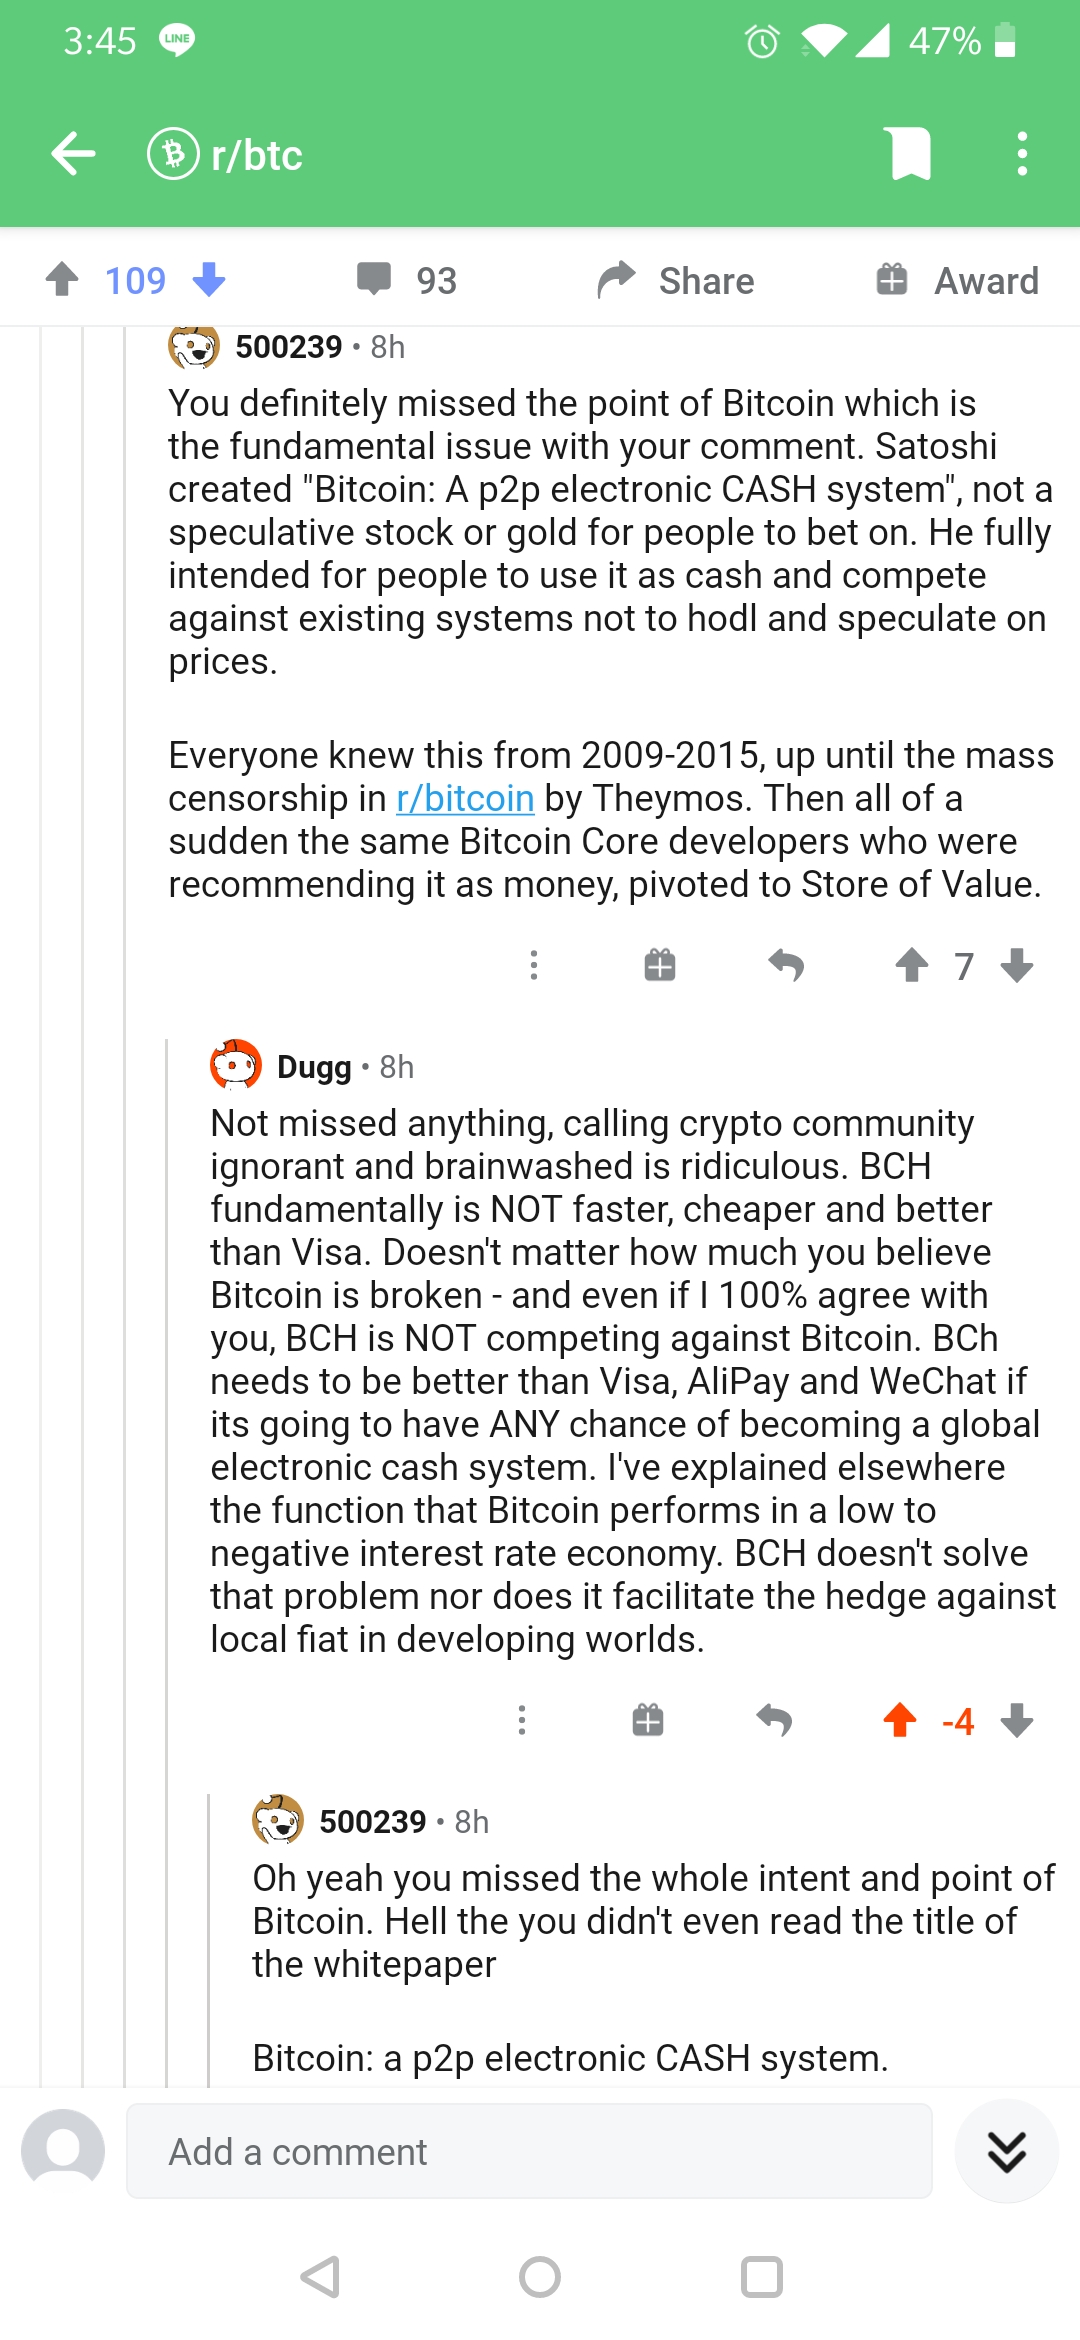 3:45 LINE 47%
r/btc
109 93 Share Award
500239 • 8h
You definitely missed the point of Bitcoin which is
the fundamental issue with your comment. Satoshi
created "Bitcoin: A p2p electronic CASH system", not a
speculative stock or gold for people to bet on. He fully
intended for people to use it as cash and compete
against existing systems not to hodl and speculate on
prices.
Everyone knew this from 2009-2015, up until the mass
censorship in r/bitcoin by Theymos. Then all of a
sudden the same Bitcoin Core developers who were
recommending it as money, pivoted to Store of Value.
7
Dugg • 8h
Not missed anything, calling crypto community
ignorant and brainwashed is ridiculous. BCH
fundamentally is NOT faster, cheaper and better
than Visa. Doesn't matter how much you believe
Bitcoin is broken - and even if I 100% agree with
you, BCH is NOT competing against Bitcoin. BCh
needs to be better than Visa, AliPay and WeChat if
its going to have ANY chance of becoming a global
electronic cash system. I've explained elsewhere
the function that Bitcoin performs in a low to
negative interest rate economy. BCH doesn't solve
that problem nor does it facilitate the hedge against
local fiat in developing worlds.
-4
500239 • 8h
Oh yeah you missed the whole intent and point of
Bitcoin. Hell the you didn't even read the title of
the whitepaper
Bitcoin: a p2p electronic CASH system.
Add a comment